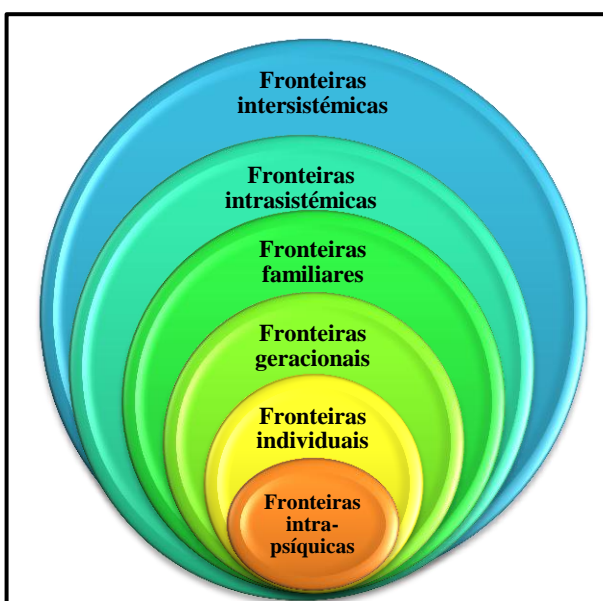 Fronteiras
intersistémicas
Fronteiras
intrasistémicas
Fronteiras
familiares
Fronteiras
geracionais
Fronteiras
individuais
Fronteiras
intra-
psíquicas